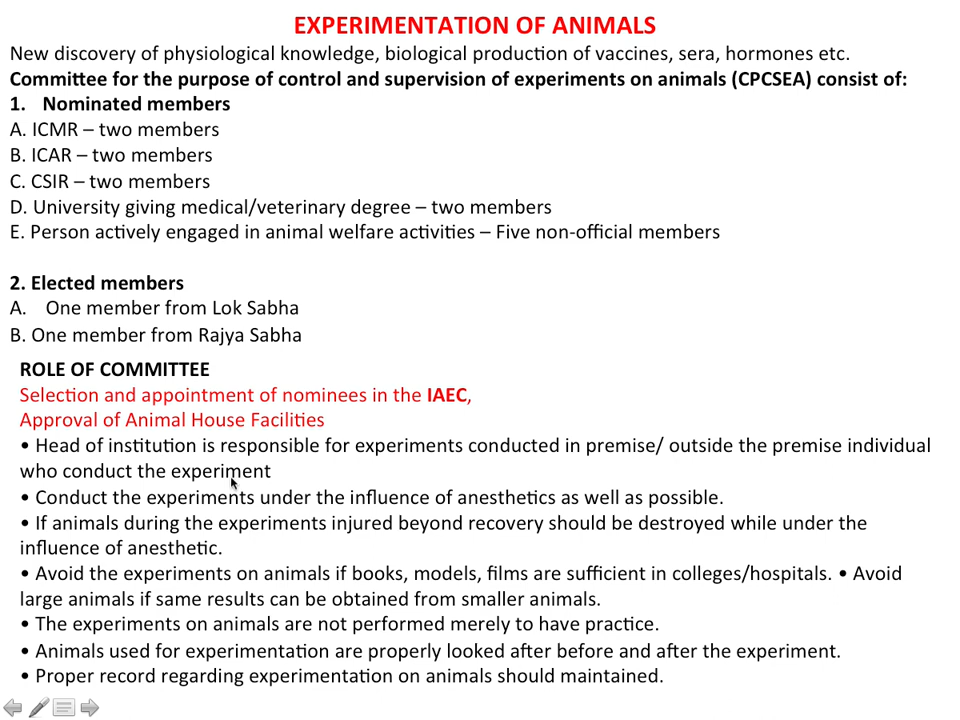 EXPERIMENTATION OF ANIMALS
New discovery of physiological knowledge, biological production of vaccines, sera, hormones etc.
Committee for the purpose of control and supervision of experiments on animals (CPCSEA) consist of:
1. Nominated members
A. ICMR – two members
B. ICAR – two members
C. CSIR – two members
D. University giving medical/veterinary degree – two members
E. Person actively engaged in animal welfare activities – Five non-official members
2. Elected members
A. One member from Lok Sabha
B. One member from Rajya Sabha
ROLE OF COMMITTEE
Selection and appointment of nominees in the IAEC,
Approval of Animal House Facilities
• Head of institution is responsible for experiments conducted in premise/ outside the premise individual
who conduct the experiment
• Conduct the experiments under the influence of anesthetics as well as possible.
• If animals during the experiments injured beyond recovery should be destroyed while under the
influence of anesthetic.
• Avoid the experiments on animals if books, models, films are sufficient in colleges/hospitals. • Avoid
large animals if same results can be obtained from smaller animals.
• The experiments on animals are not performed merely to have practice.
• Animals used for experimentation are properly looked after before and after the experiment.
• Proper record regarding experimentation on animals should maintained.